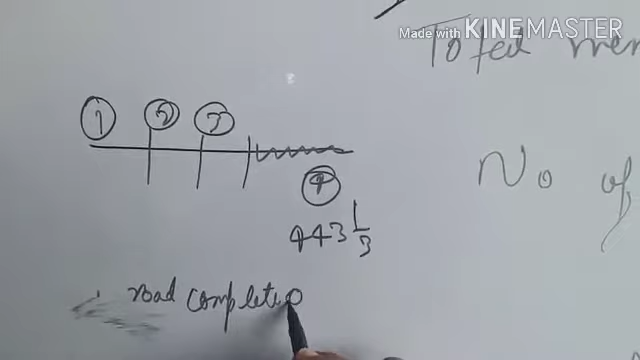 Made with KINEMASTER
Total men
1 2 3
No of
4
443 1/3
road completio